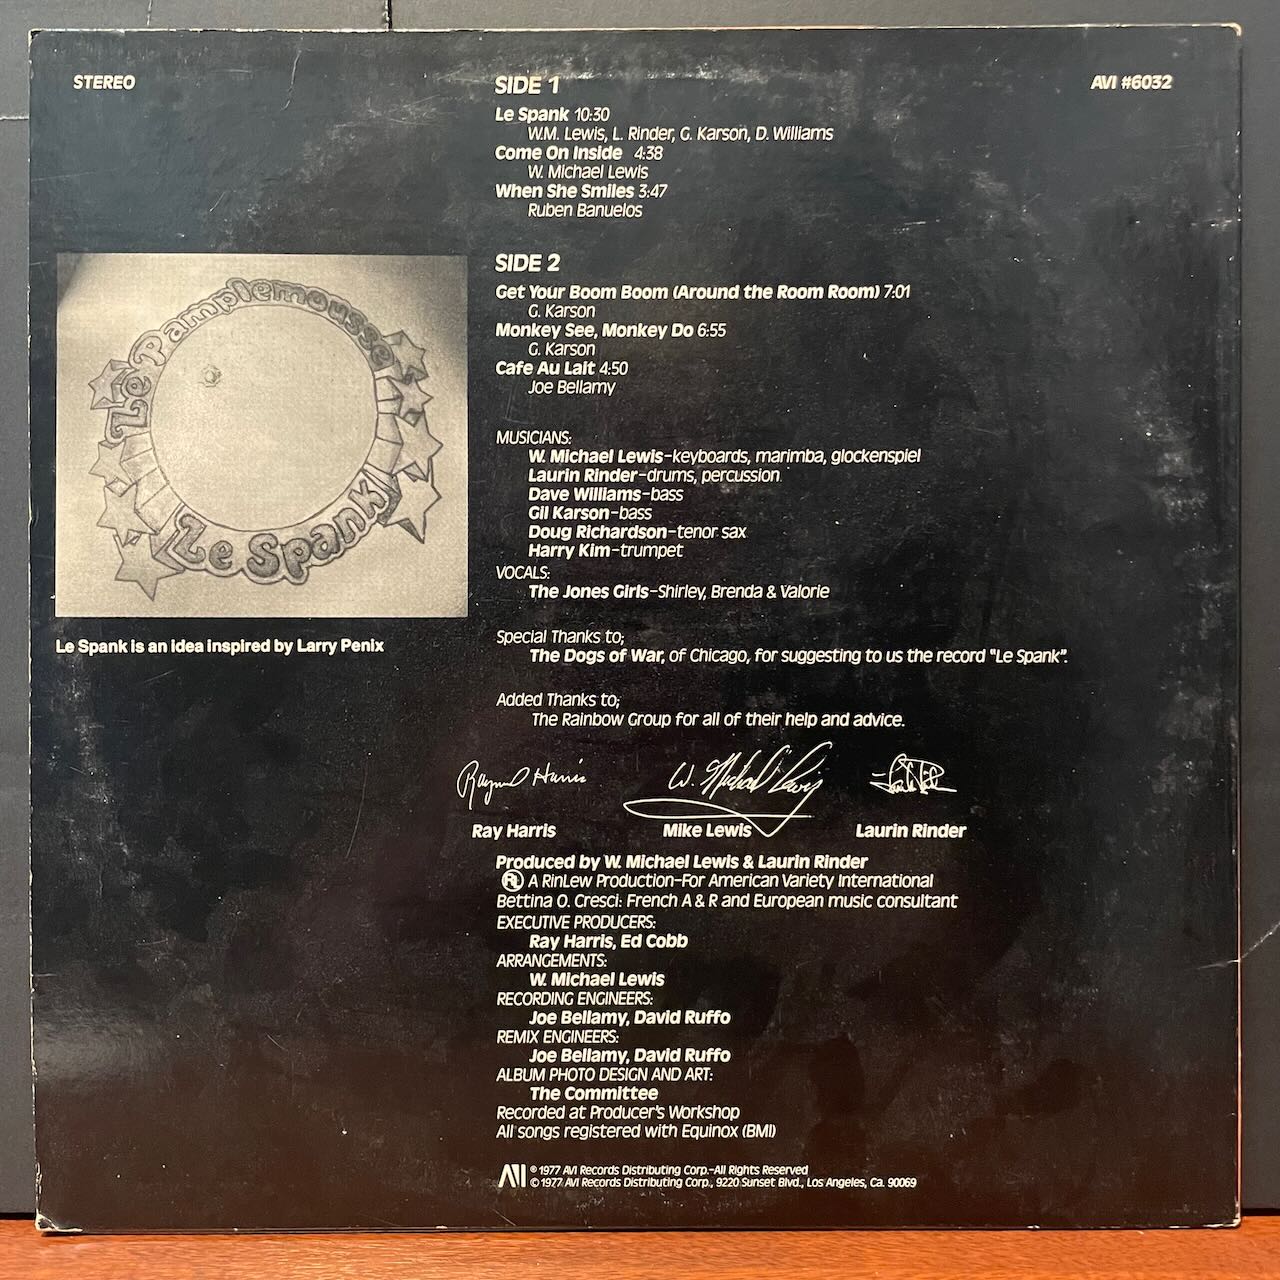 STEREO
AVI #6032
SIDE 1
Le Spank 10:30
W.M. Lewis, L. Rinder, G. Karson, D. Williams
Come On Inside 4:38
W. Michael Lewis
When She Smiles 3:47
Ruben Banuelos
SIDE 2
Get Your Boom Boom (Around the Room Room) 7:01
G. Karson
Monkey See, Monkey Do 6:55
G. Karson
Cafe Au Lait 4:50
Joe Bellamy
Le Pamplemousse
Le Spank
Le Spank is an idea inspired by Larry Penix
MUSICIANS:
W. Michael Lewis–keyboards, marimba, glockenspiel
Laurin Rinder–drums, percussion
Dave Williams–bass
Gil Karson–bass
Doug Richardson–tenor sax
Harry Kim–trumpet
VOCALS:
The Jones Girls–Shirley, Brenda & Valorie
Special Thanks to;
The Dogs of War, of Chicago, for suggesting to us the record "Le Spank".
Added Thanks to;
The Rainbow Group for all of their help and advice.
Raymond Harris W. Michael Lewis
Ray Harris Mike Lewis Laurin Rinder
Produced by W. Michael Lewis & Laurin Rinder
RL A RinLew Production–For American Variety International
Bettina O. Cresci: French A & R and European music consultant
EXECUTIVE PRODUCERS:
Ray Harris, Ed Cobb
ARRANGEMENTS:
W. Michael Lewis
RECORDING ENGINEERS:
Joe Bellamy, David Ruffo
REMIX ENGINEERS:
Joe Bellamy, David Ruffo
ALBUM PHOTO DESIGN AND ART:
The Committee
Recorded at Producer's Workshop
All songs registered with Equinox (BMI)
AVI ℗ 1977 AVI Records Distributing Corp.–All Rights Reserved
© 1977 AVI Records Distributing Corp., 9220 Sunset Blvd., Los Angeles, Ca. 90069